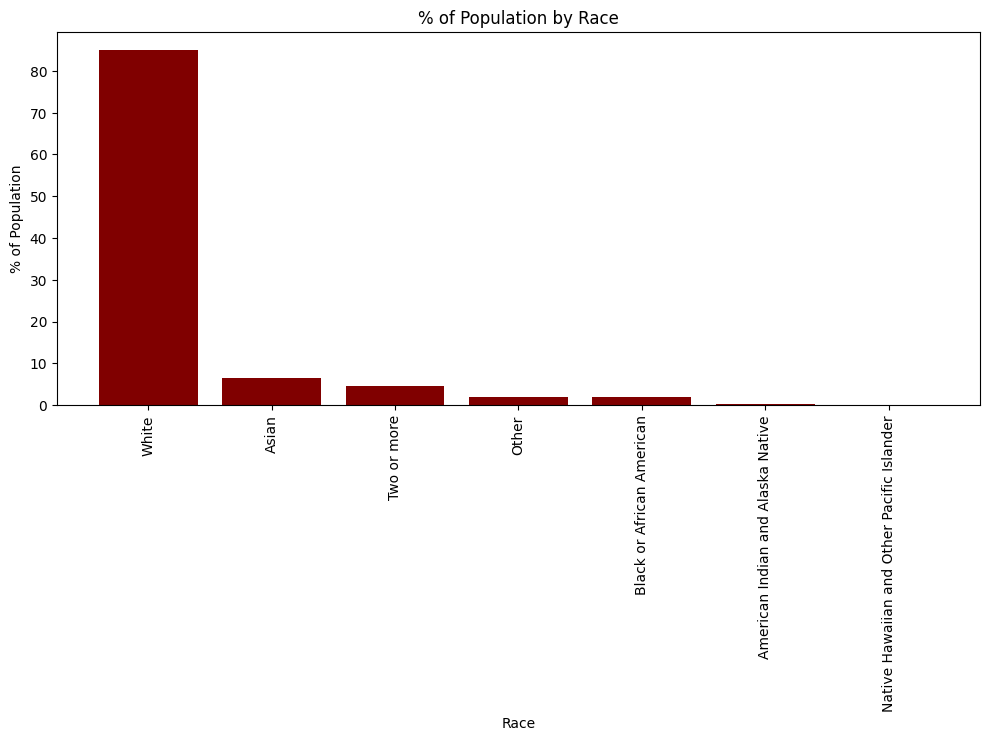 % of Population by Race
% of Population
80
70
60
50
40
30
20
10
0
White
Asian
Two or more
Other
Black or African American
American Indian and Alaska Native
Native Hawaiian and Other Pacific Islander
Race